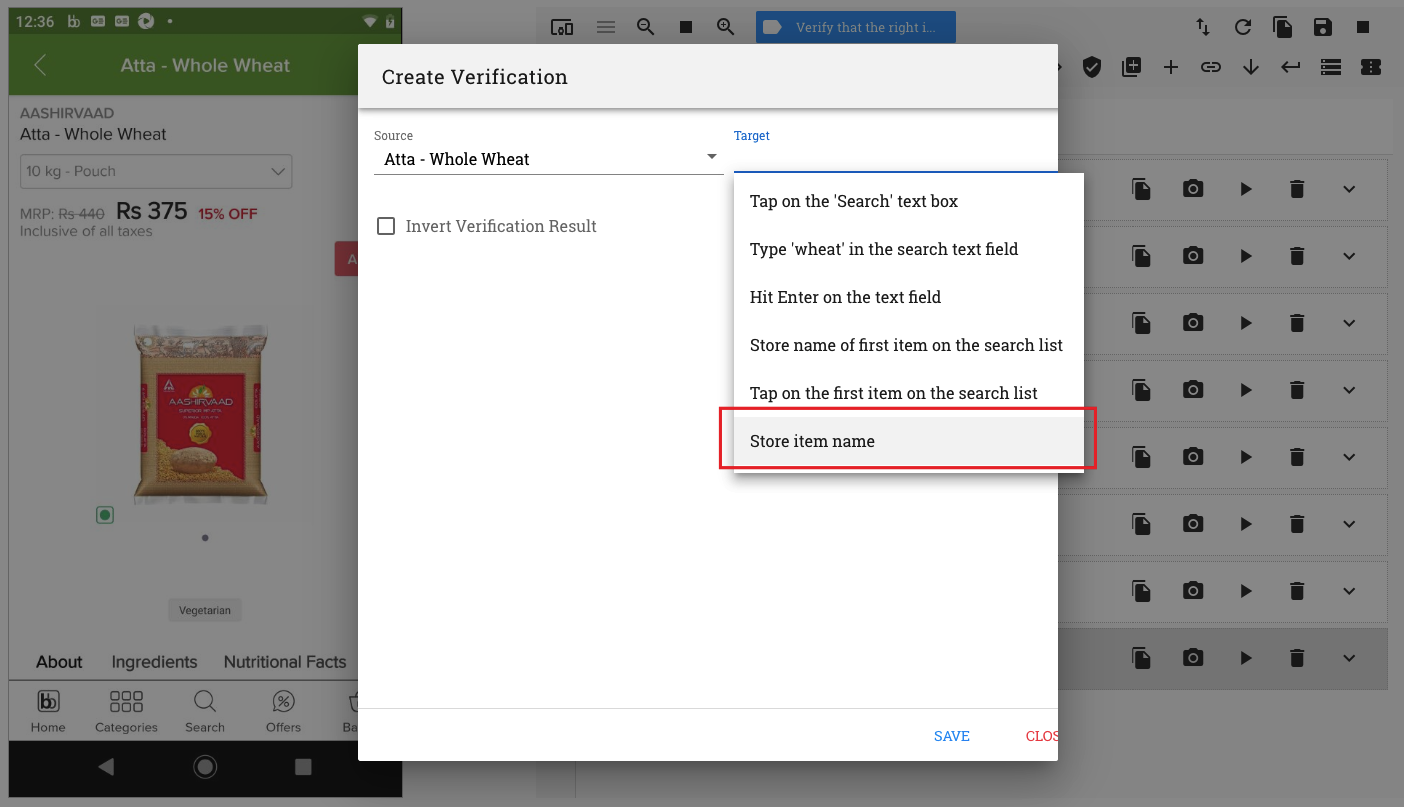 12:36
Atta - Whole Wheat
AASHIRVAAD
Atta - Whole Wheat
10 kg - Pouch
MRP: Rs 440 Rs 375 15% OFF
Inclusive of all taxes
A
AASHIRVAAD
Vegetarian
About Ingredients Nutritional Facts
Home Categories Search Offers Ba
Verify that the right i...
Create Verification
Source
Atta - Whole Wheat
Target
Invert Verification Result
Tap on the 'Search' text box
Type 'wheat' in the search text field
Hit Enter on the text field
Store name of first item on the search list
Tap on the first item on the search list
Store item name
SAVE CLOS